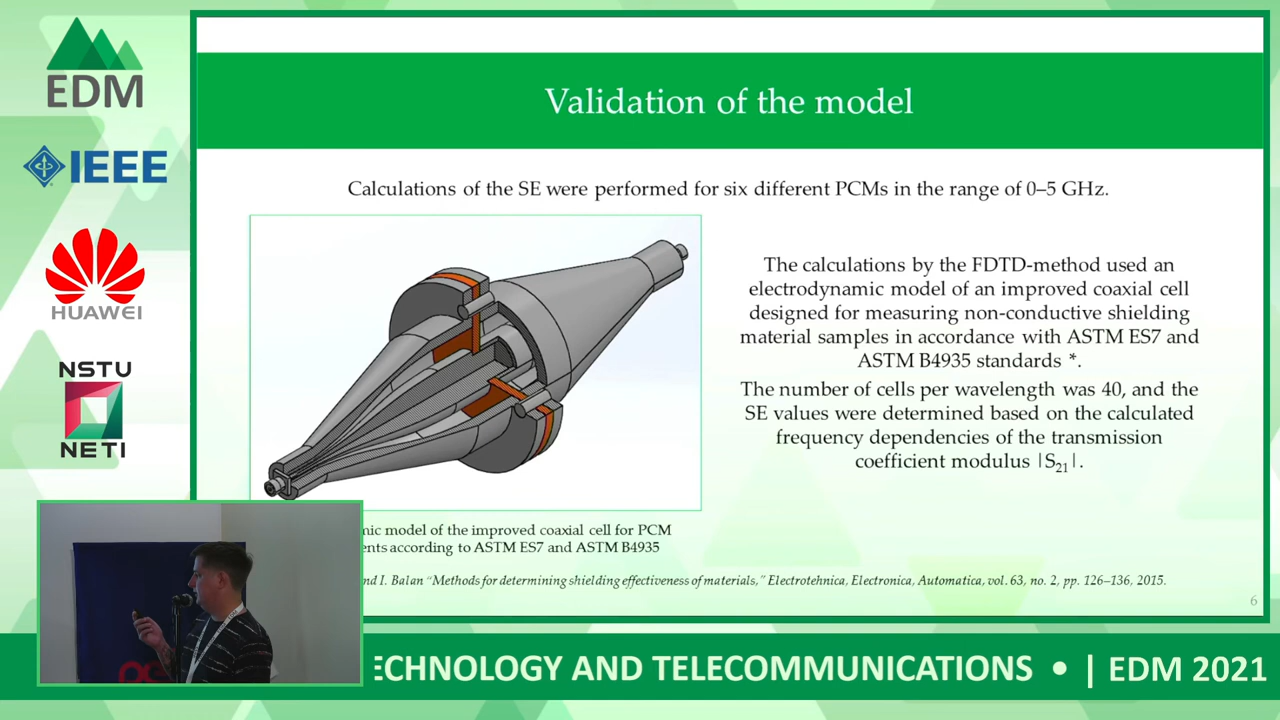 EDM
IEEE
HUAWEI
NSTU
NETI
Validation of the model
Calculations of the SE were performed for six different PCMs in the range of 0–5 GHz.
The calculations by the FDTD-method used an
electrodynamic model of an improved coaxial cell
designed for measuring non-conductive shielding
material samples in accordance with ASTM ES7 and
ASTM B4935 standards *.
The number of cells per wavelength was 40, and the
SE values were determined based on the calculated
frequency dependencies of the transmission
coefficient modulus |S21|.
model of the improved coaxial cell for PCM
according to ASTM ES7 and ASTM B4935
I. Balan “Methods for determining shielding effectiveness of materials,” Electrotehnica, Electronica, Automatica, vol. 63, no. 2, pp. 126–136, 2015.
6
ECHNOLOGY AND TELECOMMUNICATIONS • | EDM 2021